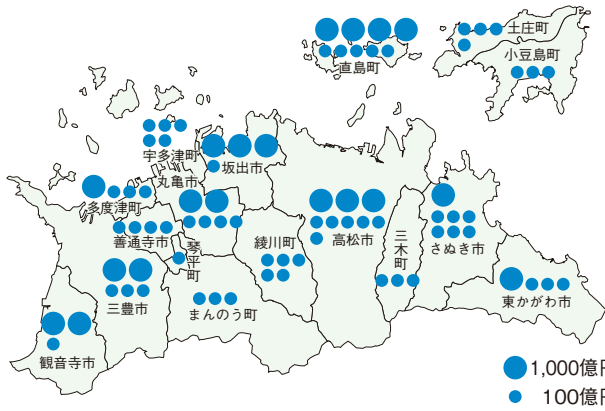 土庄町
小豆島町
直島町
宇多津町
坂出市
丸亀市
多度津町
善通寺市
琴平町
綾川町
高松市
三木町
さぬき市
東かがわ市
三豊市
まんのう町
観音寺市
1,000億円
100億円